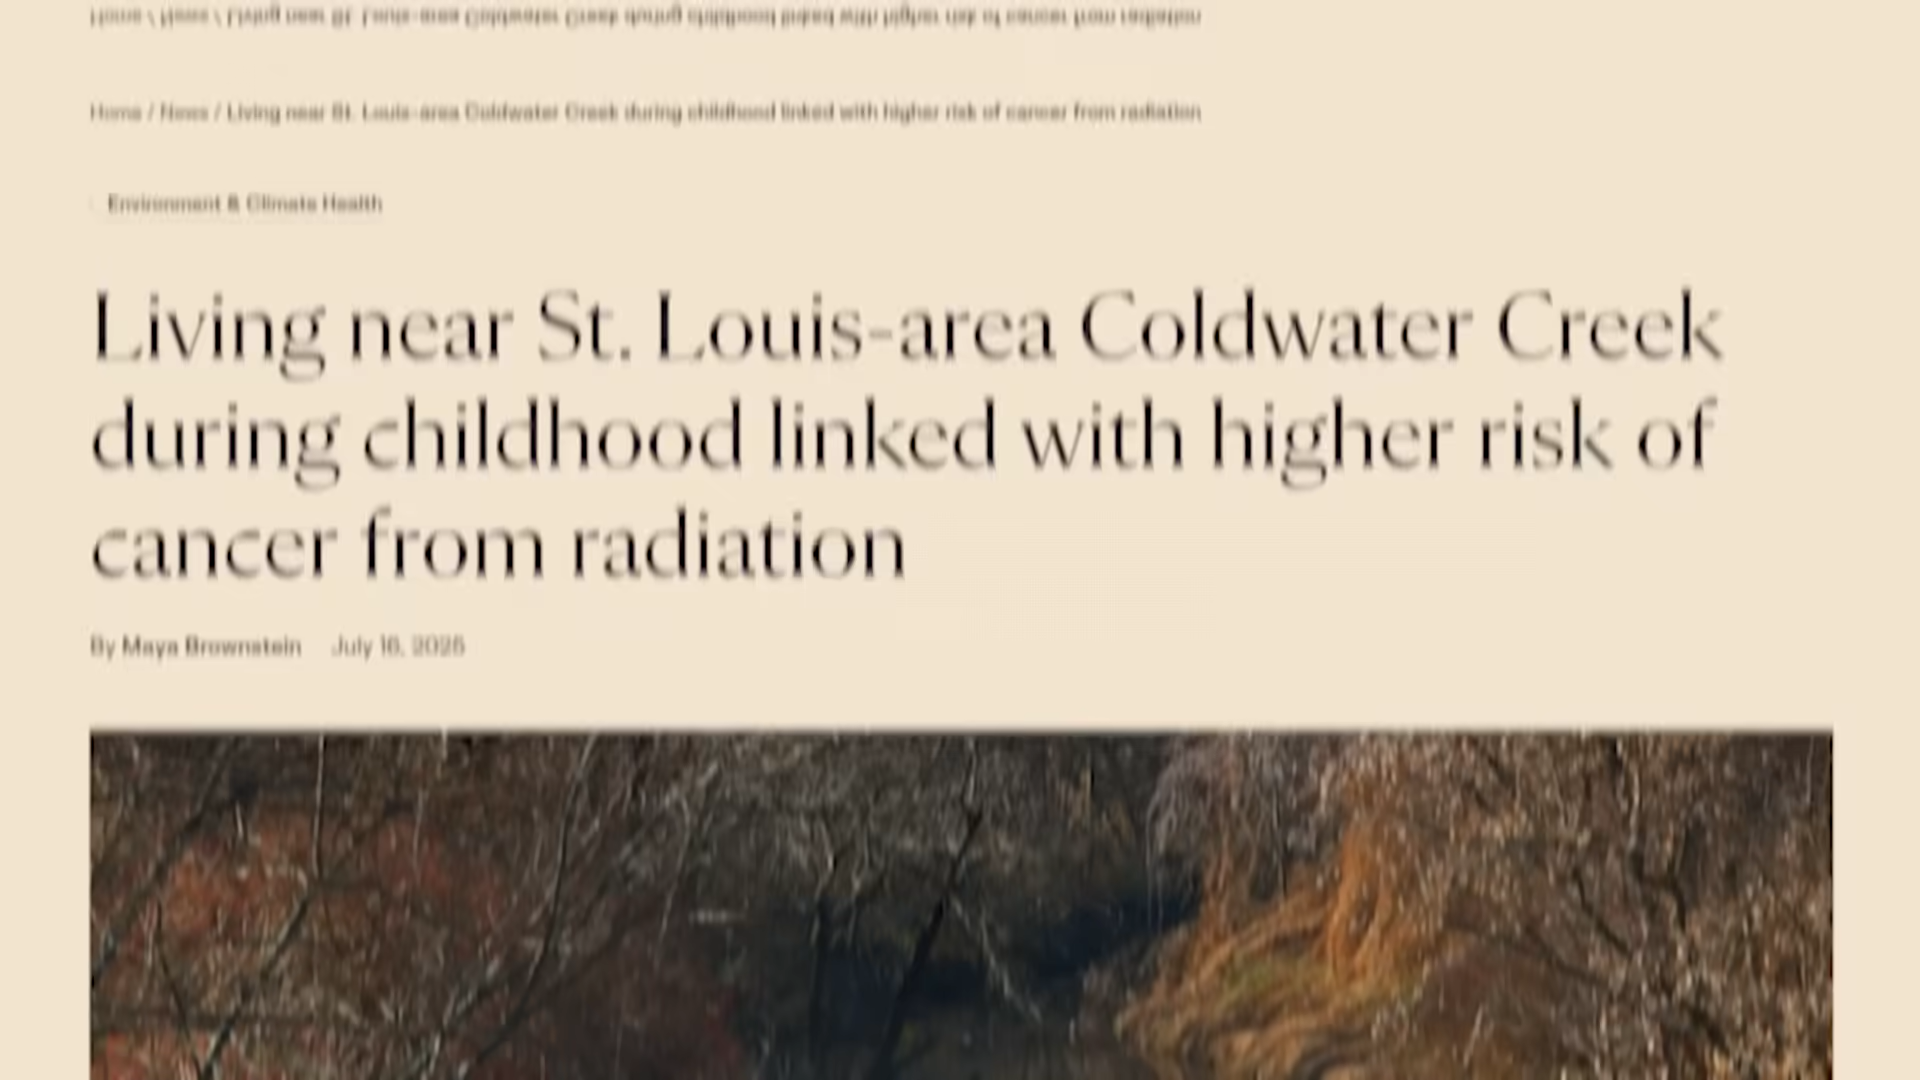 Home / News / Living near St. Louis-area Coldwater Creek during childhood linked with higher risk of cancer from radiation
Environment & Climate Health
Living near St. Louis-area Coldwater Creek
during childhood linked with higher risk of
cancer from radiation
By Maya Brownstein July 16, 2025